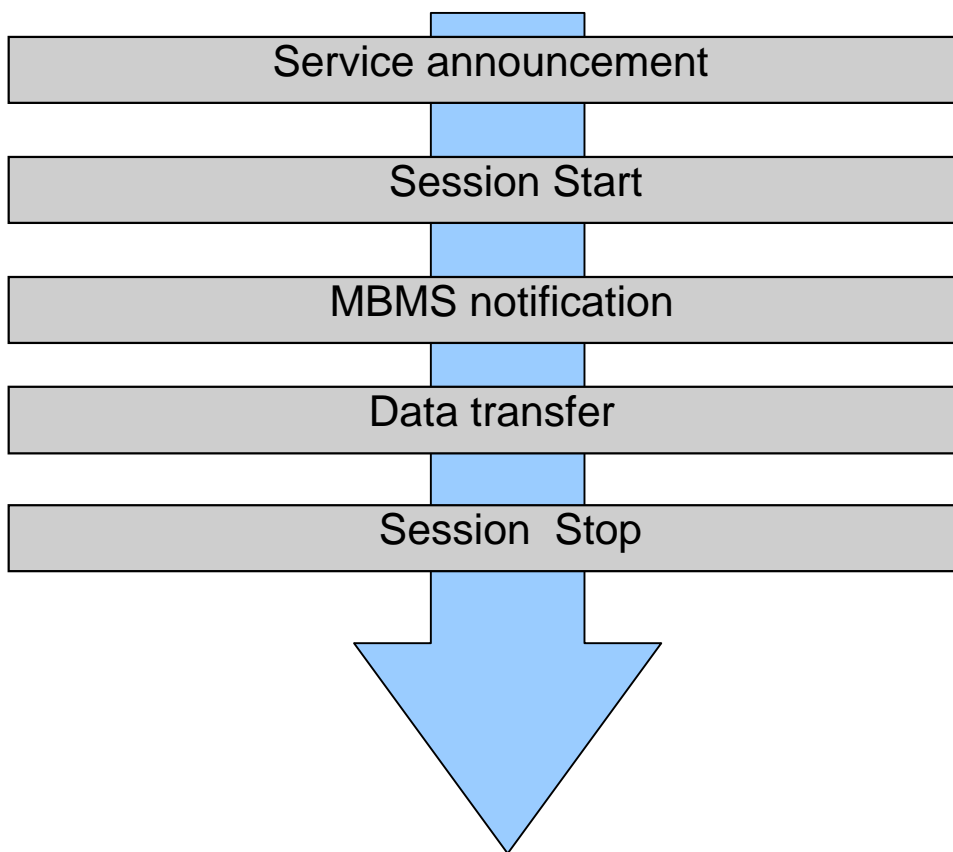 Service announcement
Session Start
MBMS notification
Data transfer
Session  Stop